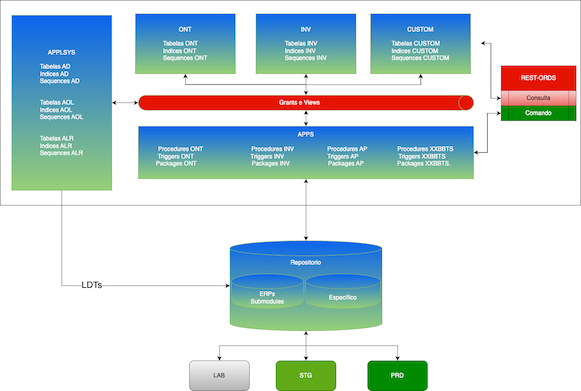 APPLSYS
Tabelas AD
Indices AD
Sequences AD
Tabelas AOL
Indices AOL
Sequences AOL
Tabelas ALR
Indices ALR
Sequences ALR
ONT
Tabelas ONT
Indices ONT
Sequences ONT
INV
Tabelas INV
Indices INV
Sequences INV
CUSTOM
Tabelas CUSTOM
Indices CUSTOM
Sequences CUSTOM
REST-ORDS
Consulta
Comando
Grants e Views
APPS
Procedures ONT
Triggers ONT
Packages ONT
Procedures INV
Triggers INV
Packages INV
Procedures AP
Triggers AP
Packages AP
Procedures XXBBTS
Triggers XXBBTS
Packages XXBBTS.
Repositorio
ERPs
Submodules
Específico
LDTs
LAB
STG
PRD